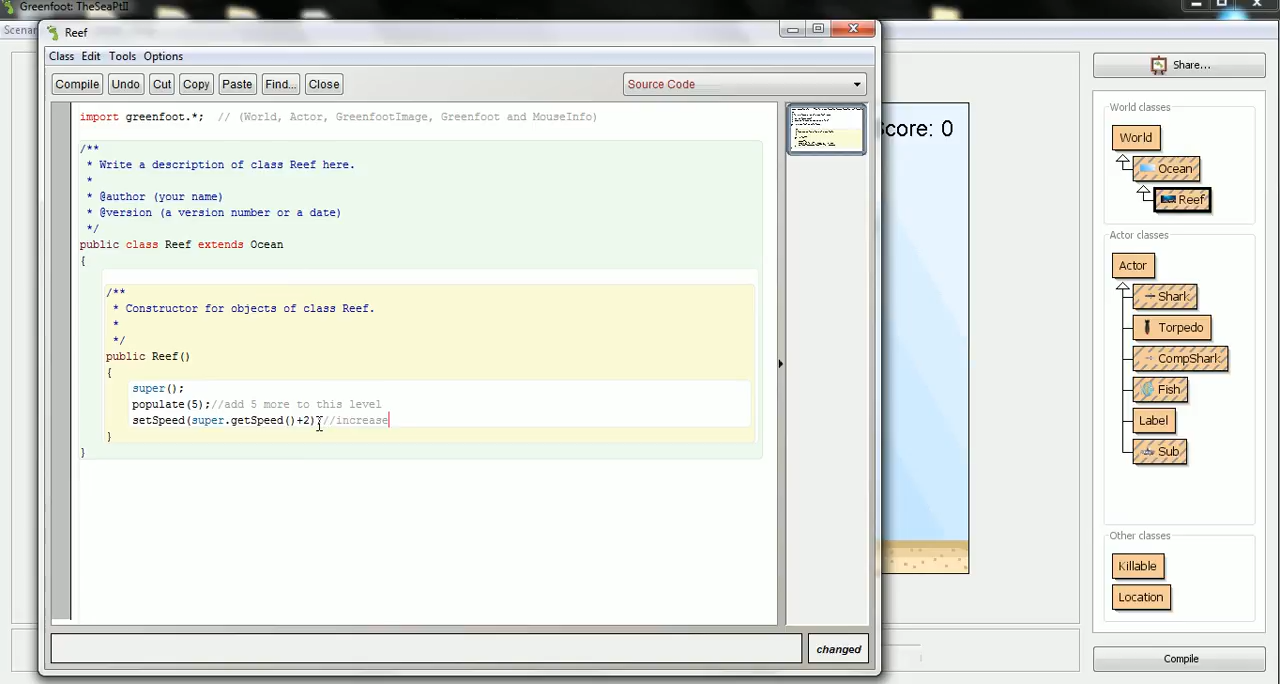 Greenfoot: TheSeaPtII
Scenar
Reef
Class Edit Tools Options
Compile Undo Cut Copy Paste Find... Close Source Code
import greenfoot.*; // (World, Actor, GreenfootImage, Greenfoot and MouseInfo)
/**
* Write a description of class Reef here.
*
* @author (your name)
* @version (a version number or a date)
*/
public class Reef extends Ocean
{
/**
* Constructor for objects of class Reef.
*
*/
public Reef()
{
super();
populate(5);//add 5 more to this level
setSpeed(super.getSpeed()+2);//increase
}
}
changed
Score: 0
Share...
World classes
World
Ocean
Reef
Actor classes
Actor
Shark
Torpedo
CompShark
Fish
Label
Sub
Other classes
Killable
Location
Compile